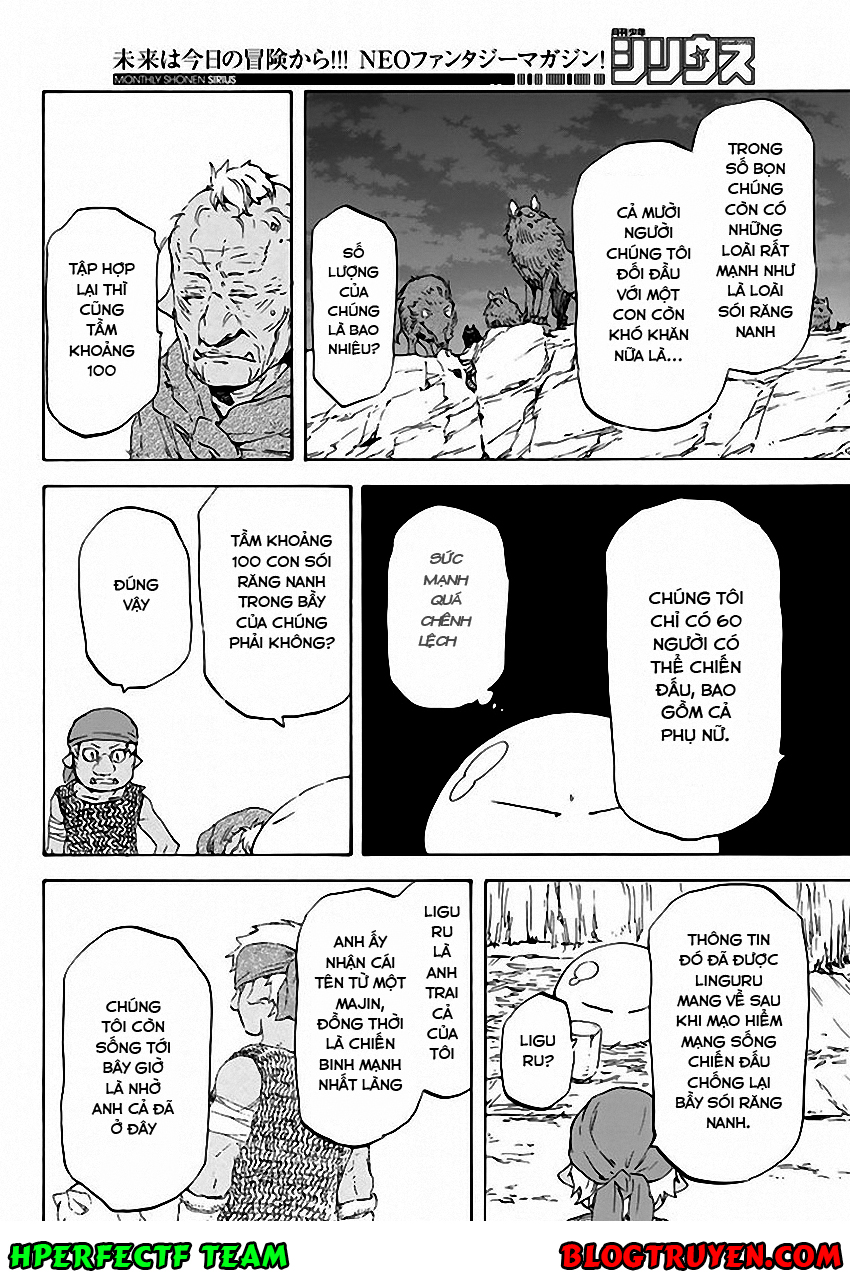 未来は今日の冒険から!!! NEOファンタジーマガジン!
月刊少年
シリウス
MONTHLY SHONEN SIRIUS
TRONG
SỐ BỌN
CHÚNG
CÒN CÓ
NHỮNG
LOÀI RẤT
MẠNH NHƯ
LÀ LOÀI
SÓI RĂNG
NANH
CẢ MƯỜI
NGƯỜI
CHÚNG TÔI
ĐỐI ĐẦU
VỚI MỘT
CON CÒN
KHÓ KHĂN
NỮA LÀ...
SỐ
LƯỢNG
CỦA
CHÚNG
LÀ BAO
NHIÊU?
TẬP HỢP
LẠI THÌ
CŨNG
TẦM
KHOẢNG
100
CHÚNG TÔI
CHỈ CÓ 60
NGƯỜI CÓ
THỂ CHIẾN
ĐẤU, BAO
GỒM CẢ
PHỤ NỮ.
SỨC
MẠNH
QUÁ
CHÊNH
LỆCH
TẦM KHOẢNG
100 CON SÓI
RĂNG NANH
TRONG BẦY
CỦA CHÚNG
PHẢI KHÔNG?
ĐÚNG
VẬY
THÔNG TIN
ĐÓ ĐÃ ĐƯỢC
LINGURU
MANG VỀ SAU
KHI MẠO HIỂM
MẠNG SỐNG
CHIẾN ĐẤU
CHỐNG LẠI
BẦY SÓI RĂNG
NANH.
LIGU
RU?
LIGU
RU LÀ
ANH
TRAI
CẢ
CỦA
TÔI
ANH ẤY
NHẬN CÁI
TÊN TỪ MỘT
MAJIN,
ĐỒNG THỜI
LÀ CHIẾN
BINH MẠNH
NHẤT LÀNG
CHÚNG
TÔI CÒN
SỐNG TỚI
BÂY GIỜ
LÀ NHỜ
ANH CẢ ĐÃ
Ở ĐÂY
HPERFECTF TEAM
BLOGTRUYEN.COM